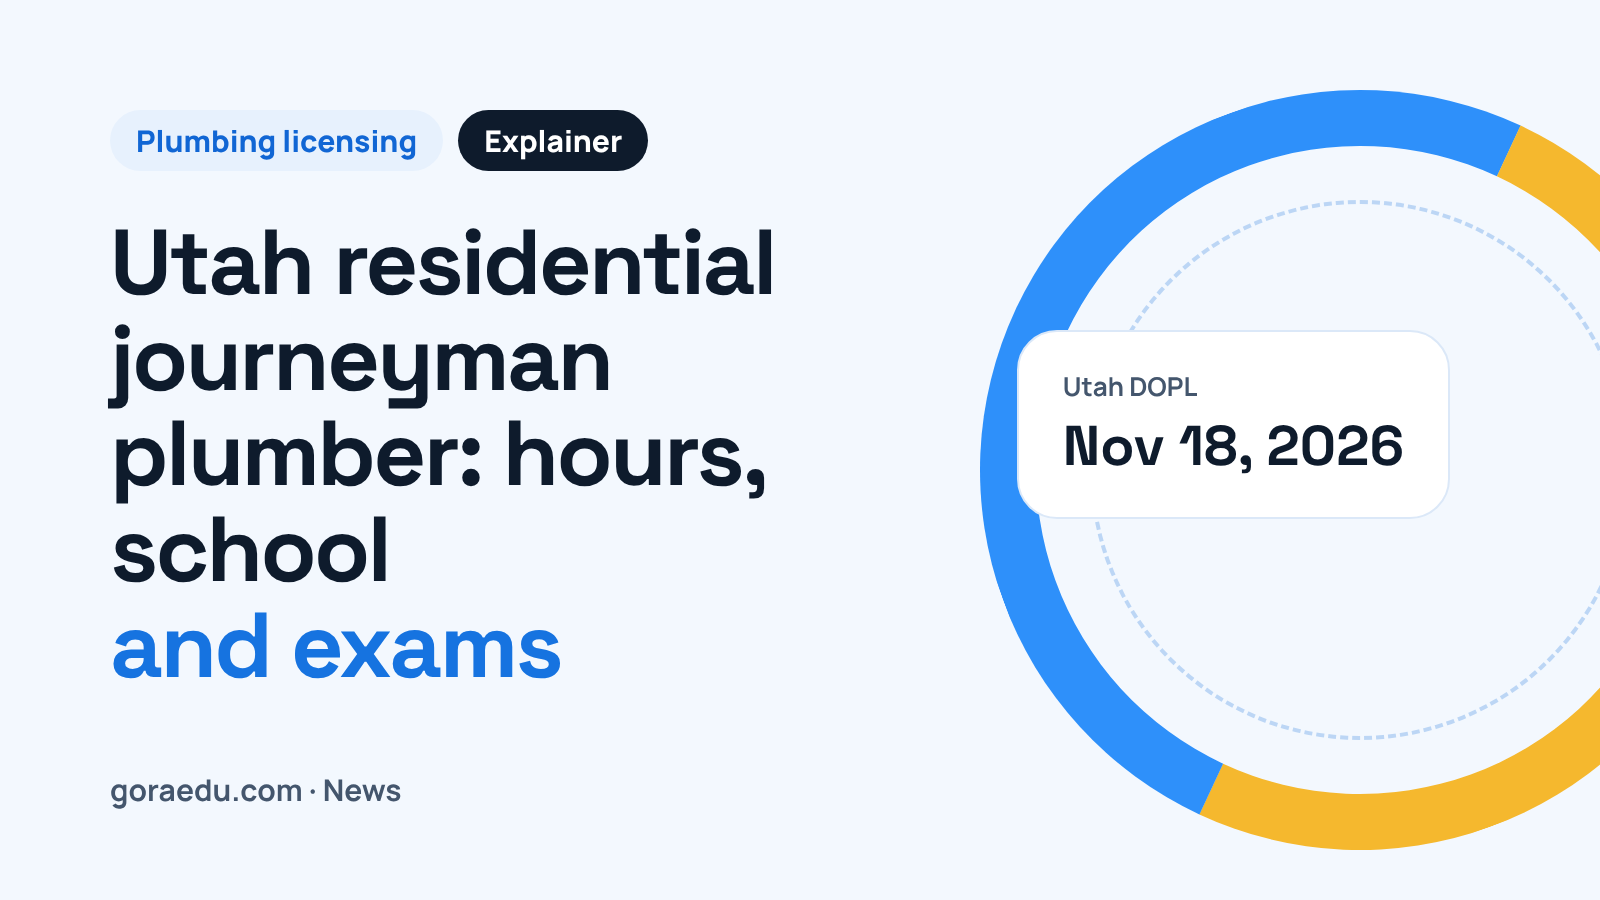 Plumbing licensing
Explainer
Utah residential
journeyman
plumber: hours,
school
and exams
Utah DOPL
Nov 18, 2026
goraedu.com · News